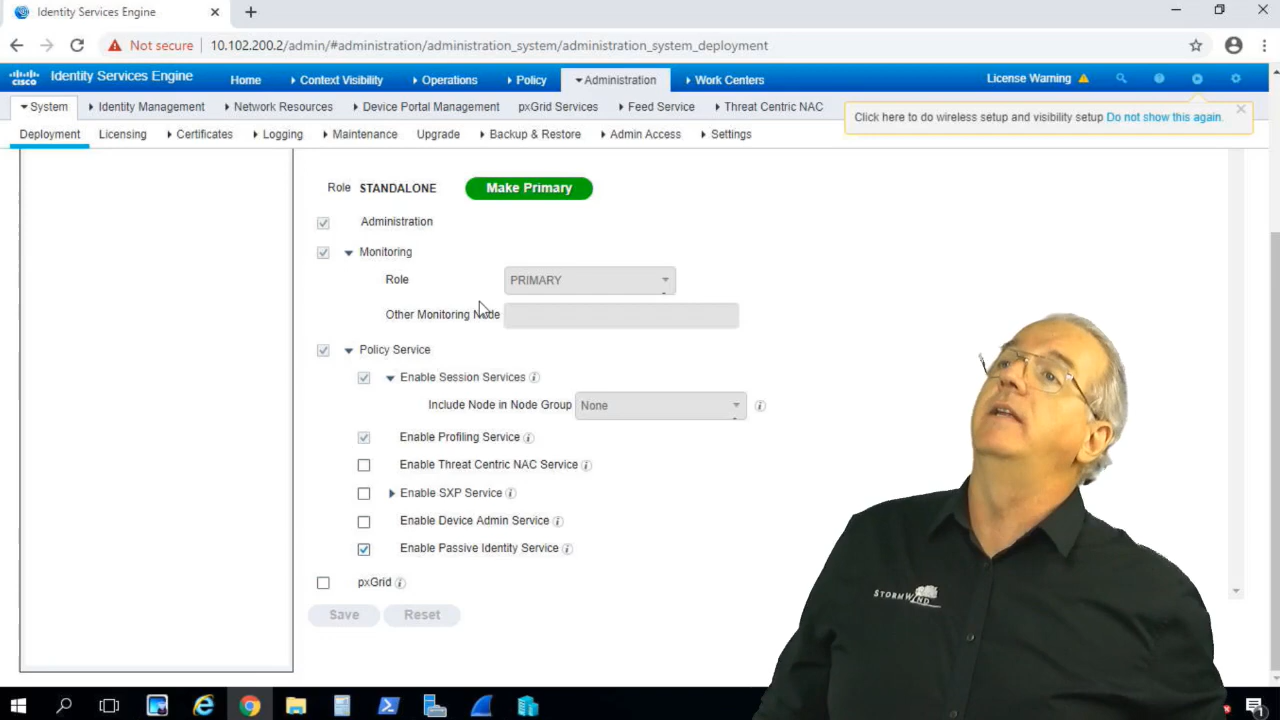 Identity Services Engine
Not secure 10.102.200.2/admin/#administration/administration_system/administration_system_deployment
CISCO Identity Services Engine Home Context Visibility Operations Policy Administration Work Centers License Warning
System Identity Management Network Resources Device Portal Management pxGrid Services Feed Service Threat Centric NAC
Click here to do wireless setup and visibility setup Do not show this again.
Deployment Licensing Certificates Logging Maintenance Upgrade Backup & Restore Admin Access Settings
Role STANDALONE Make Primary
Administration
Monitoring
Role PRIMARY
Other Monitoring Node
Policy Service
Enable Session Services
Include Node in Node Group None
Enable Profiling Service
Enable Threat Centric NAC Service
Enable SXP Service
Enable Device Admin Service
Enable Passive Identity Service
pxGrid
Save Reset
STORMWIND
1